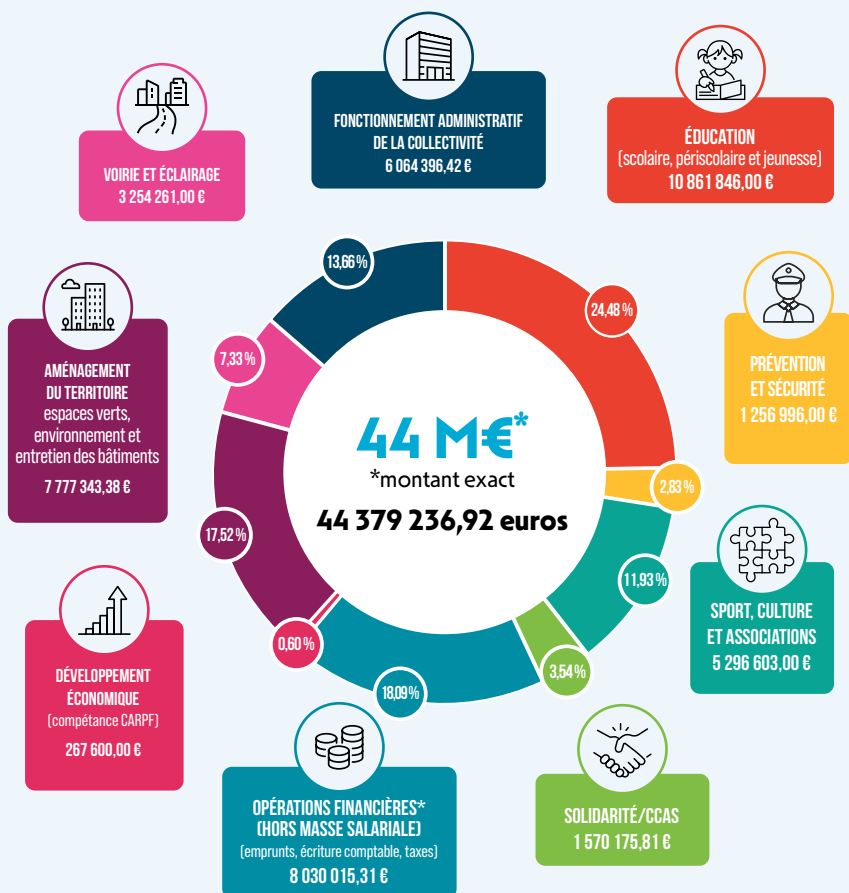 FONCTIONNEMENT ADMINISTRATIF
DE LA COLLECTIVITÉ
6 064 396,42 €
ÉDUCATION
(scolaire, périscolaire et jeunesse)
10 861 846,00 €
VOIRIE ET ÉCLAIRAGE
3 254 261,00 €
13,66 %
24,48 %
7,33 %
PRÉVENTION
ET SÉCURITÉ
1 256 996,00 €
AMÉNAGEMENT
DU TERRITOIRE
espaces verts,
environnement et
entretien des bâtiments
7 777 343,38 €
44 M€*
*montant exact
44 379 236,92 euros
2,83 %
17,52 %
11,93 %
SPORT, CULTURE
ET ASSOCIATIONS
5 296 603,00 €
0,60 %
3,54 %
18,09 %
DÉVELOPPEMENT
ÉCONOMIQUE
(compétance CARPF)
267 600,00 €
OPÉRATIONS FINANCIÈRES*
(HORS MASSE SALARIALE)
(emprunts, écriture comptable, taxes)
8 030 015,31 €
SOLIDARITÉ/CCAS
1 570 175,81 €